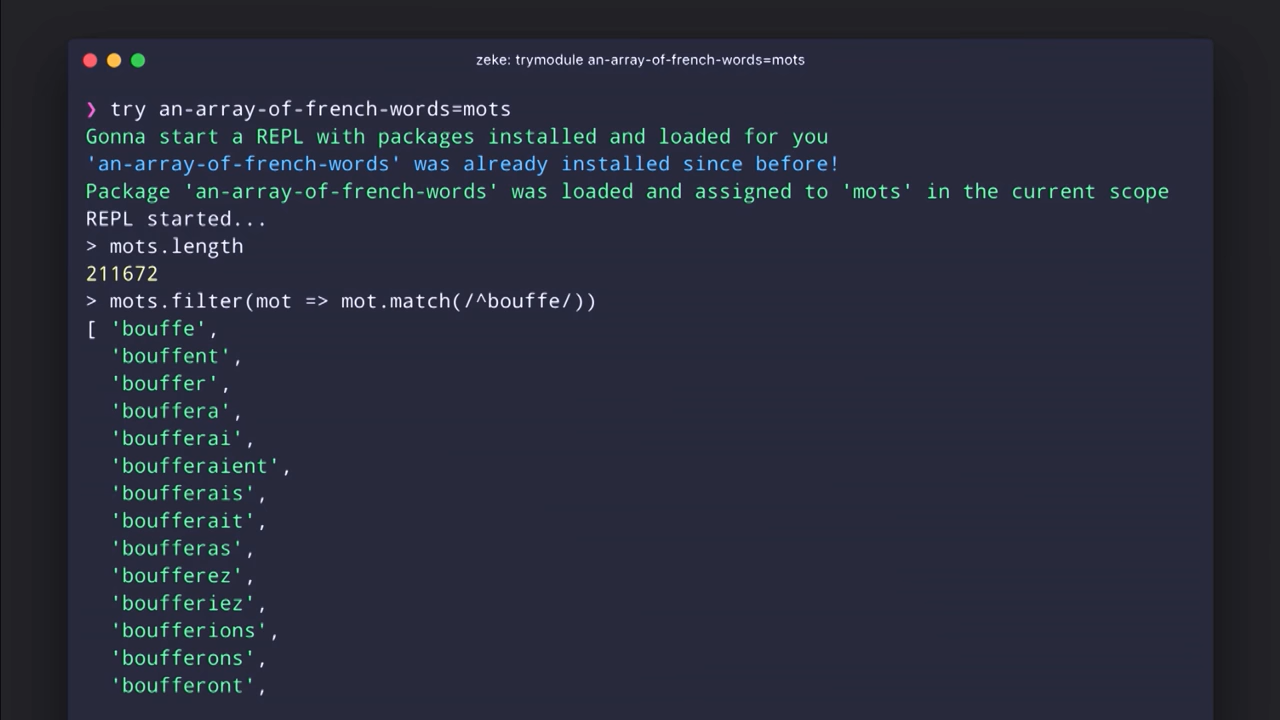 zeke: trymodule an-array-of-french-words=mots
❯ try an-array-of-french-words=mots
Gonna start a REPL with packages installed and loaded for you
'an-array-of-french-words' was already installed since before!
Package 'an-array-of-french-words' was loaded and assigned to 'mots' in the current scope
REPL started...
> mots.length
211672
> mots.filter(mot => mot.match(/^bouffe/))
[ 'bouffe',
'bouffent',
'bouffer',
'bouffera',
'boufferai',
'boufferaient',
'boufferais',
'boufferait',
'boufferas',
'boufferez',
'boufferiez',
'boufferions',
'boufferons',
'boufferont',